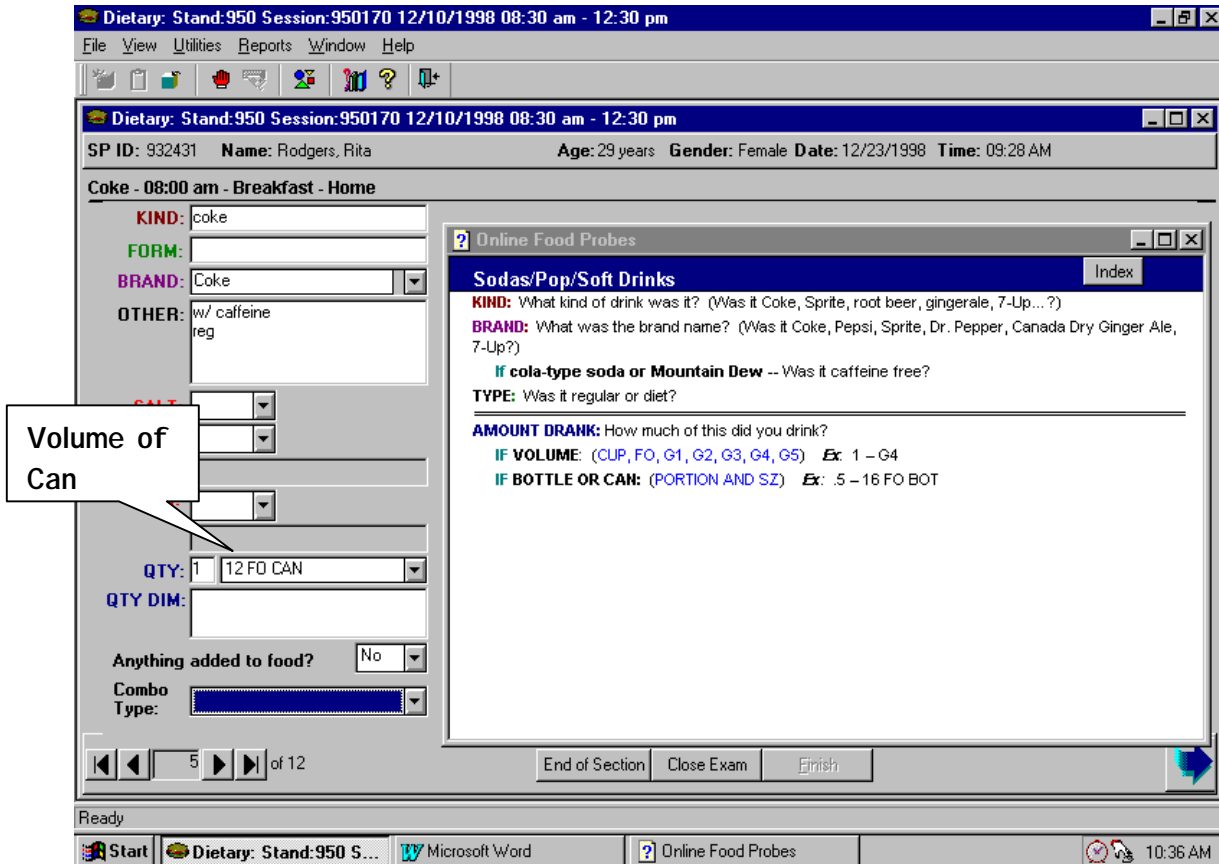 Dietary: Stand:950 Session:950170 12/10/1998 08:30 am - 12:30 pm
File View Utilities Reports Window Help
Dietary: Stand:950 Session:950170 12/10/1998 08:30 am - 12:30 pm
SP ID: 932431 Name: Rodgers, Rita Age: 29 years Gender: Female Date: 12/23/1998 Time: 09:28 AM
Coke - 08:00 am - Breakfast - Home
KIND: coke
FORM:
BRAND: Coke
OTHER: w/ caffeine
reg
Volume of
Can
QTY: 1 12 FO CAN
QTY DIM:
Anything added to food? No
Combo
Type:
Online Food Probes
Sodas/Pop/Soft Drinks Index
KIND: What kind of drink was it? (Was it Coke, Sprite, root beer, gingerale, 7-Up...?)
BRAND: What was the brand name? (Was it Coke, Pepsi, Sprite, Dr. Pepper, Canada Dry Ginger Ale,
7-Up?)
If cola-type soda or Mountain Dew -- Was it caffeine free?
TYPE: Was it regular or diet?
AMOUNT DRANK: How much of this did you drink?
IF VOLUME: (CUP, FO, G1, G2, G3, G4, G5) Ex: 1 – G4
IF BOTTLE OR CAN: (PORTION AND SZ) Ex: .5 – 16 FO BOT
5 of 12 End of Section Close Exam Finish
Ready
Start Dietary: Stand:950 S... Microsoft Word Online Food Probes 10:36 AM